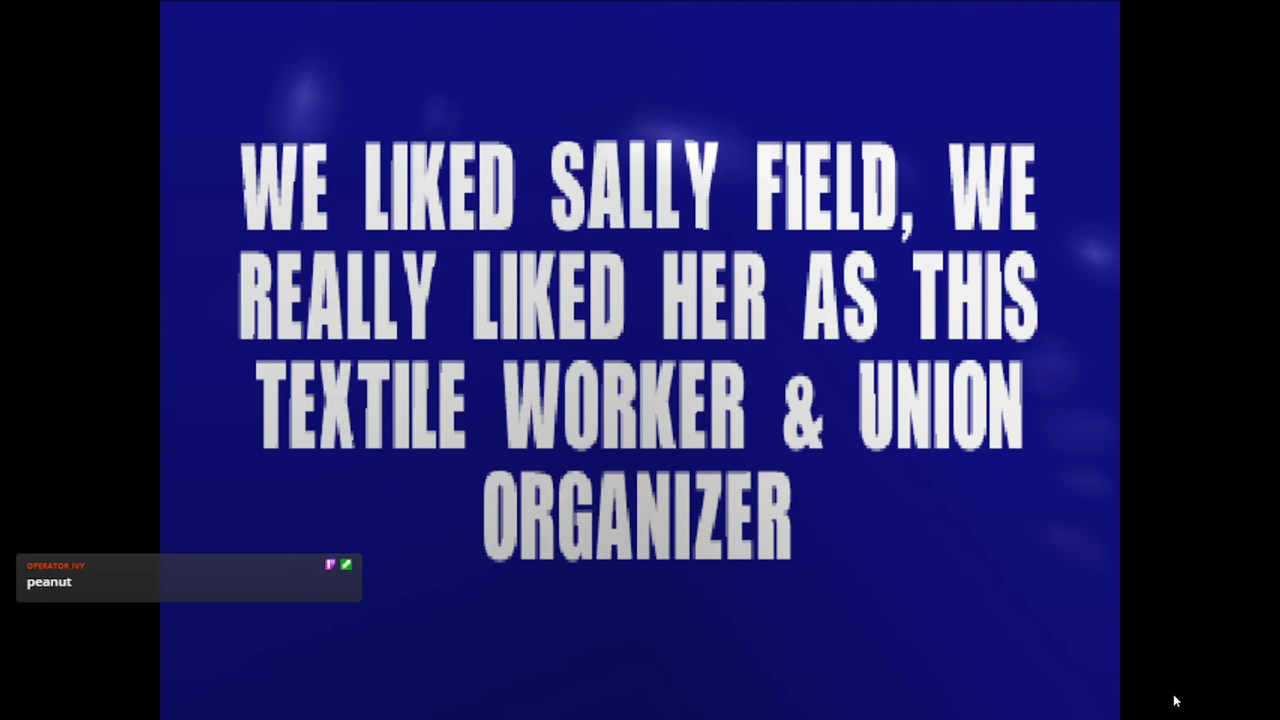 WE LIKED SALLY FIELD, WE
REALLY LIKED HER AS THIS
TEXTILE WORKER & UNION
ORGANIZER
OPERATOR_IVY
peanut